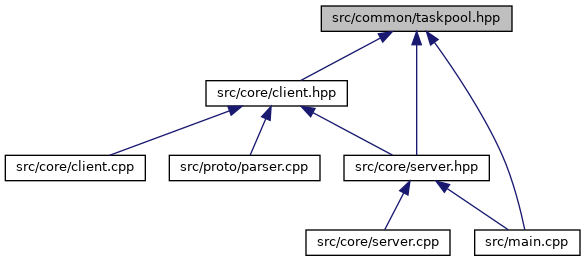 src/common/taskpool.hpp
src/core/client.hpp
src/core/client.cpp
src/proto/parser.cpp
src/core/server.hpp
src/core/server.cpp
src/main.cpp